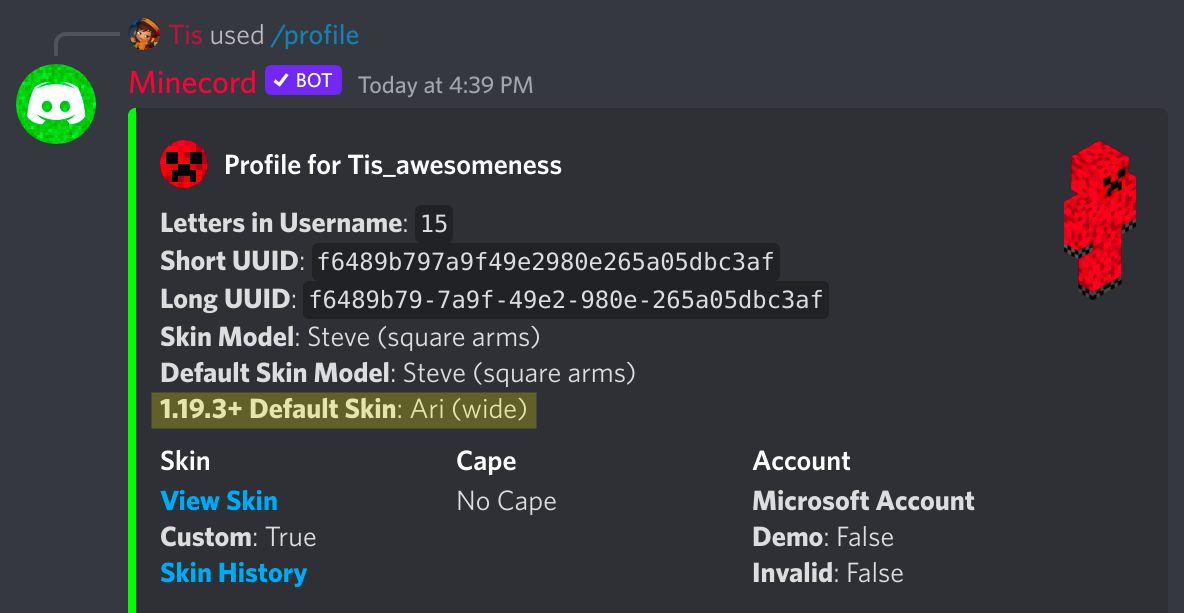 Tis used /profile
Minecord ✓ BOT Today at 4:39 PM
Profile for Tis_awesomeness
Letters in Username: 15
Short UUID: f6489b797a9f49e2980e265a05dbc3af
Long UUID: f6489b79-7a9f-49e2-980e-265a05dbc3af
Skin Model: Steve (square arms)
Default Skin Model: Steve (square arms)
1.19.3+ Default Skin: Ari (wide)
Skin Cape Account
View Skin No Cape Microsoft Account
Custom: True Demo: False
Skin History Invalid: False